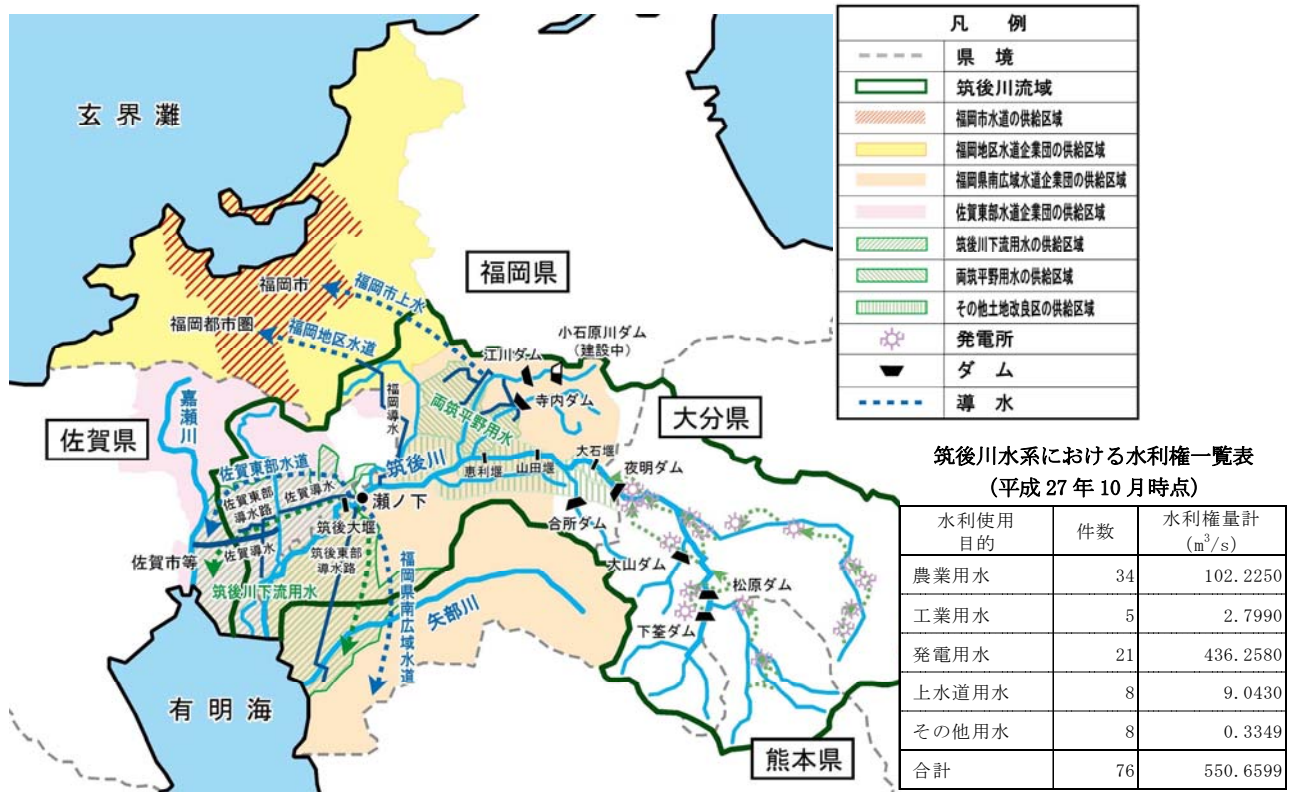 玄界灘
福岡県
福岡市
福岡市上水
福岡都市圏
福岡地区水道
小石原川ダム
(建設中)
江川ダム
寺内ダム
両筑平野用水
福岡導水
佐賀県
嘉瀬川
大分県
筑後川
恵利堰
山田堰
大石堰
夜明ダム
佐賀東部水道
佐賀東部
導水路
佐賀導水
瀬ノ下
筑後大堰
合所ダム
佐賀導水
筑後東部
導水路
佐賀市等
大山ダム
松原ダム
筑後川下流用水
福岡県南広域水道
矢部川
下筌ダム
有明海
熊本県
凡 例
県 境
筑後川流域
福岡市水道の供給区域
福岡地区水道企業団の供給区域
福岡県南広域水道企業団の供給区域
佐賀東部水道企業団の供給区域
筑後川下流用水の供給区域
両筑平野用水の供給区域
その他土地改良区の供給区域
発電所
ダ ム
導 水
筑後川水系における水利権一覧表
(平成 27 年 10 月時点)
水利使用
目的 件数 水利権量計
(m³/s)
農業用水 34 102.2250
工業用水 5 2.7990
発電用水 21 436.2580
上水道用水 8 9.0430
その他用水 8 0.3349
合計 76 550.6599